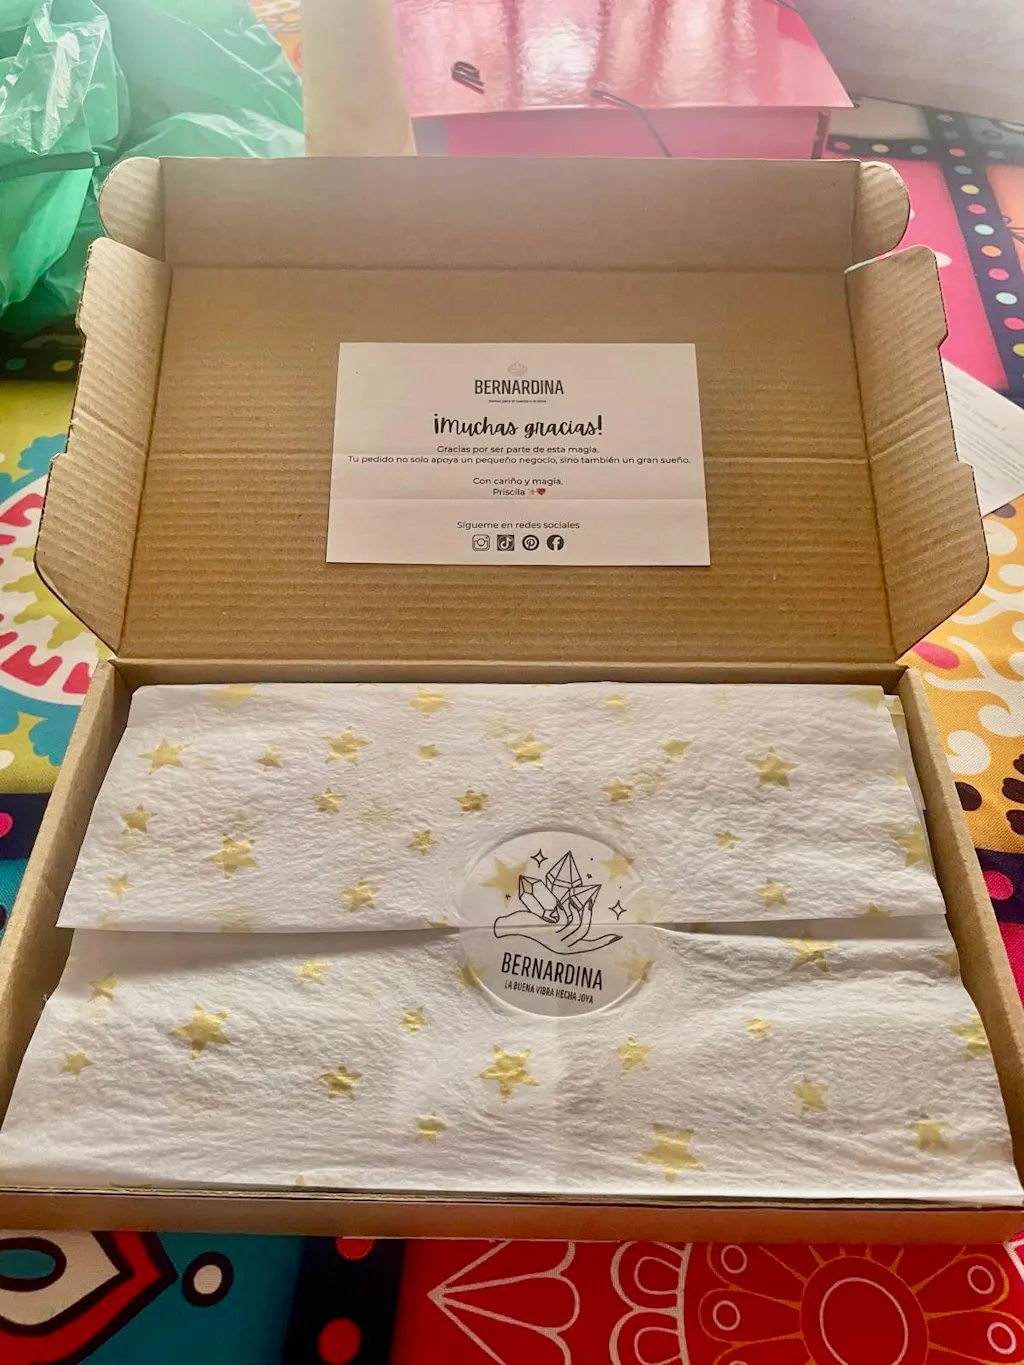 BERNARDINA
¡Muchas gracias!
Gracias por ser parte de esta magia.
Tu pedido no solo apoya un pequeño negocio, sino también un gran sueño.
Con cariño y magia,
Priscila ✨❤️
Sígueme en redes sociales
BERNARDINA
LA BUENA VIBRA HECHA JOYA